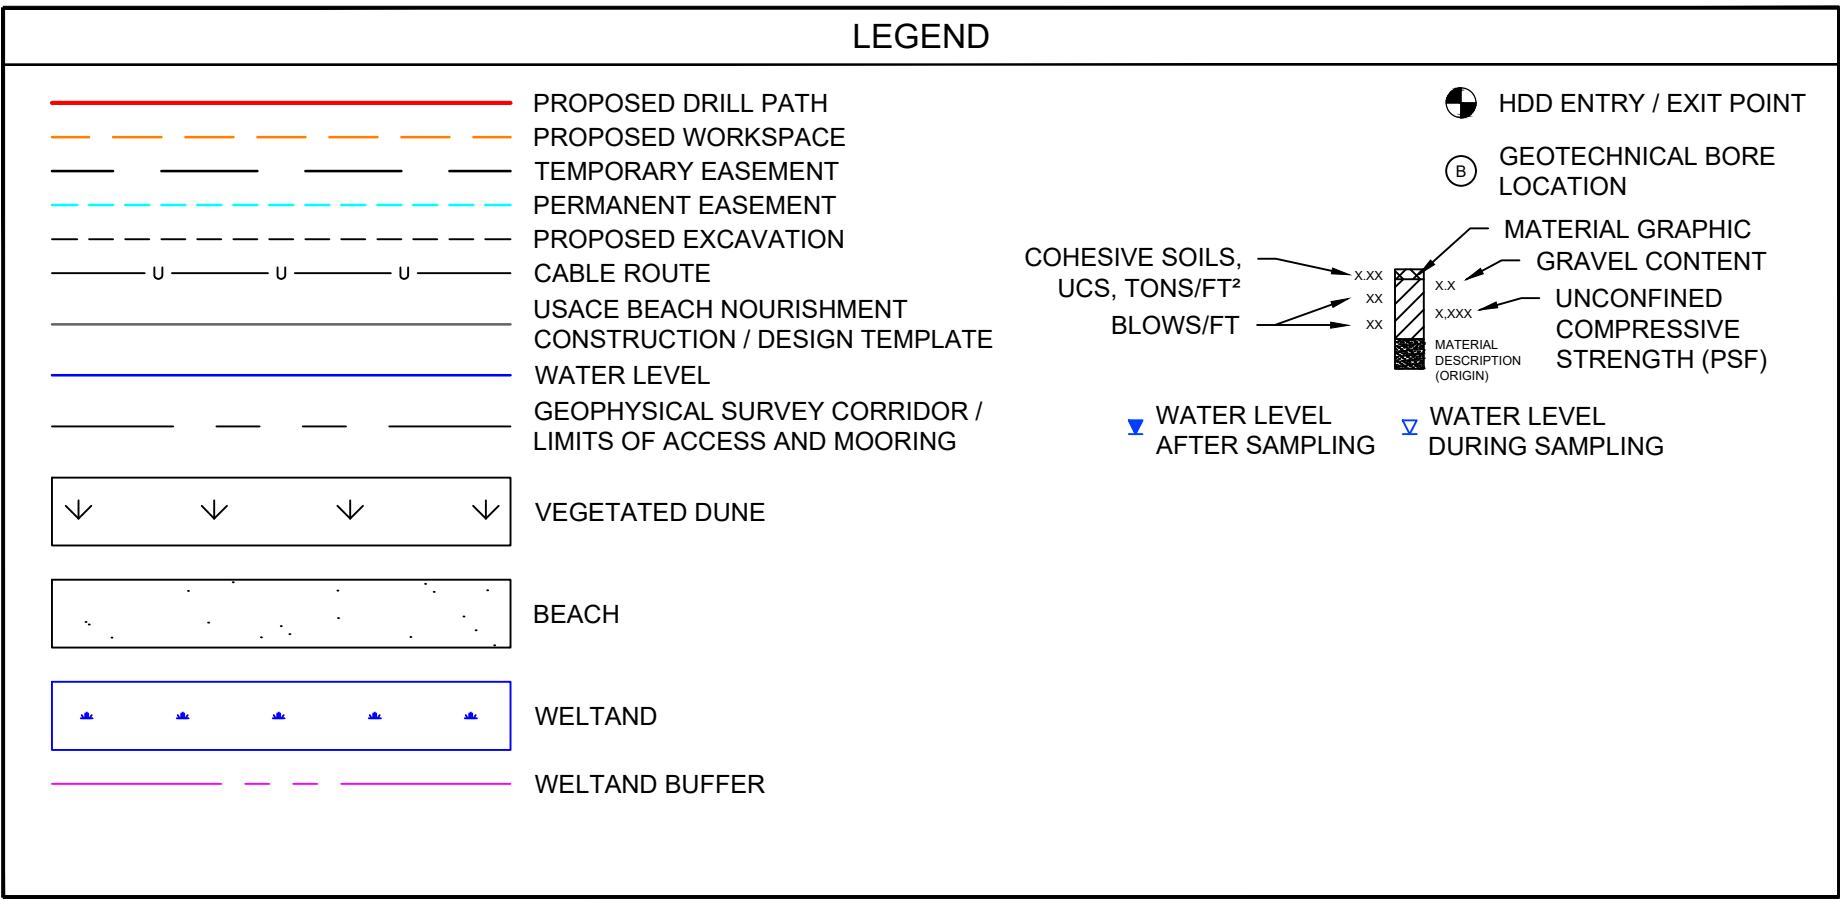 LEGEND
PROPOSED DRILL PATH
PROPOSED WORKSPACE
TEMPORARY EASEMENT
PERMANENT EASEMENT
PROPOSED EXCAVATION
U U U CABLE ROUTE
USACE BEACH NOURISHMENT
CONSTRUCTION / DESIGN TEMPLATE
WATER LEVEL
GEOPHYSICAL SURVEY CORRIDOR /
LIMITS OF ACCESS AND MOORING
VEGETATED DUNE
BEACH
WELTAND
WELTAND BUFFER
HDD ENTRY / EXIT POINT
B
GEOTECHNICAL BORE
LOCATION
COHESIVE SOILS,
UCS, TONS/FT²
BLOWS/FT
X.XX
XX
XX
MATERIAL GRAPHIC
GRAVEL CONTENT
X.X
X,XXX
UNCONFINED
COMPRESSIVE
STRENGTH (PSF)
MATERIAL
DESCRIPTION
(ORIGIN)
WATER LEVEL
AFTER SAMPLING
WATER LEVEL
DURING SAMPLING